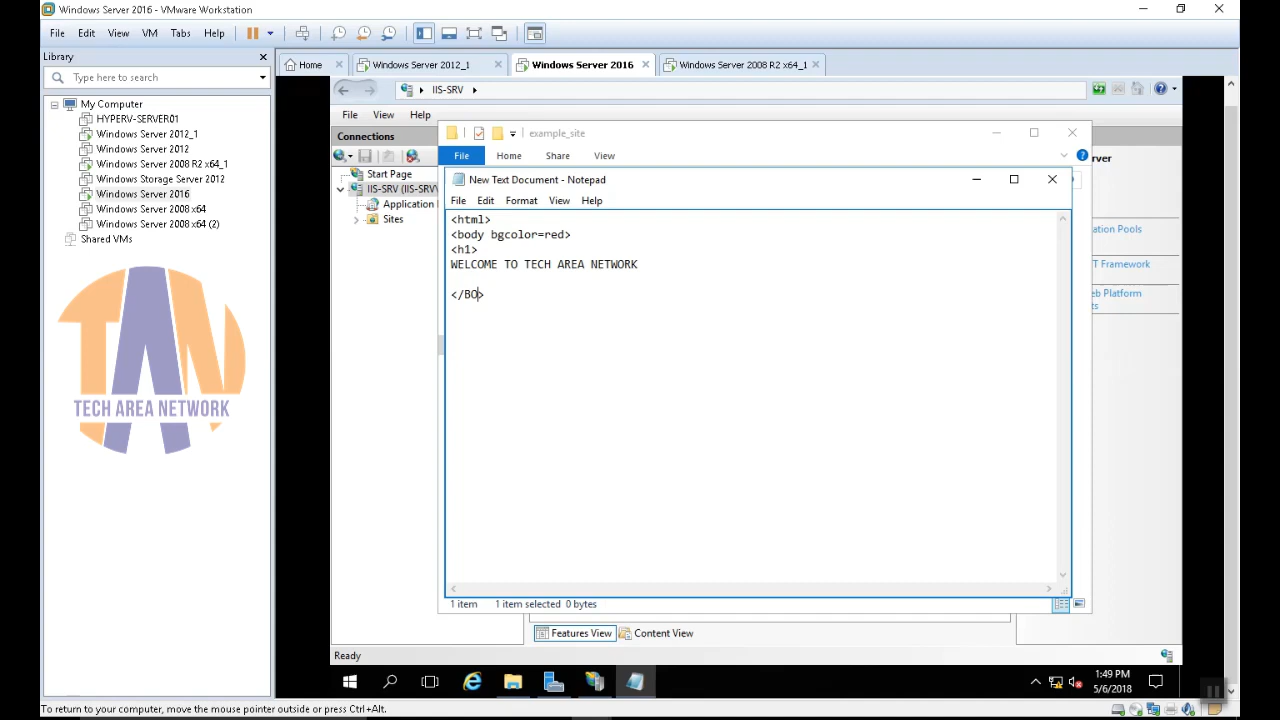 Windows Server 2016 - VMware Workstation
File Edit View VM Tabs Help
Library
Type here to search
My Computer
HYPERV-SERVER01
Windows Server 2012_1
Windows Server 2012
Windows Server 2008 R2 x64_1
Windows Storage Server 2012
Windows Server 2016
Windows Server 2008 x64
Windows Server 2008 x64 (2)
Shared VMs
TAN
TECH AREA NETWORK
Home
Windows Server 2012_1
Windows Server 2016
Windows Server 2008 R2 x64_1
IIS-SRV
File View Help
Connections
Start Page
IIS-SRV (IIS-SRV\
Application
Sites
example_site
File Home Share View
New Text Document - Notepad
File Edit Format View Help
<html>
<body bgcolor=red>
<h1>
WELCOME TO TECH AREA NETWORK
</BO>
1 item 1 item selected 0 bytes
Features View Content View
Ready
1:49 PM
5/6/2018
To return to your computer, move the mouse pointer outside or press Ctrl+Alt.